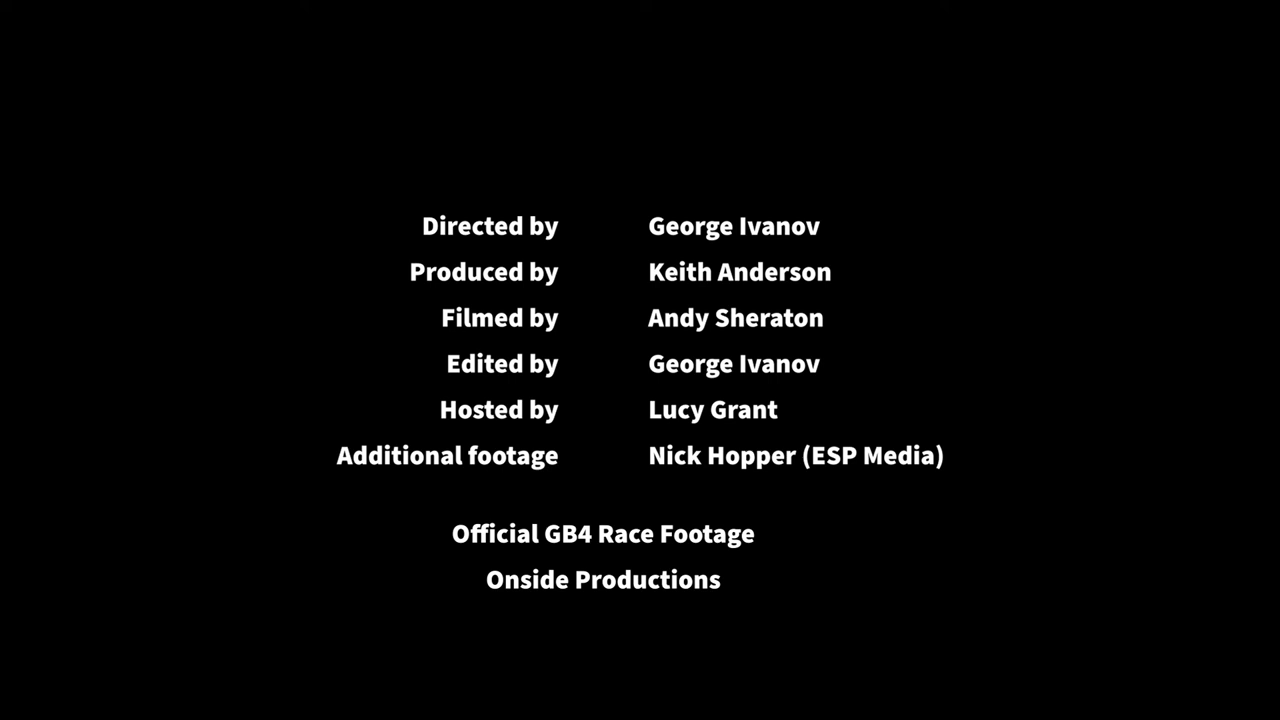 Directed by George Ivanov
Produced by Keith Anderson
Filmed by Andy Sheraton
Edited by George Ivanov
Hosted by Lucy Grant
Additional footage Nick Hopper (ESP Media)
Official GB4 Race Footage
Onside Productions